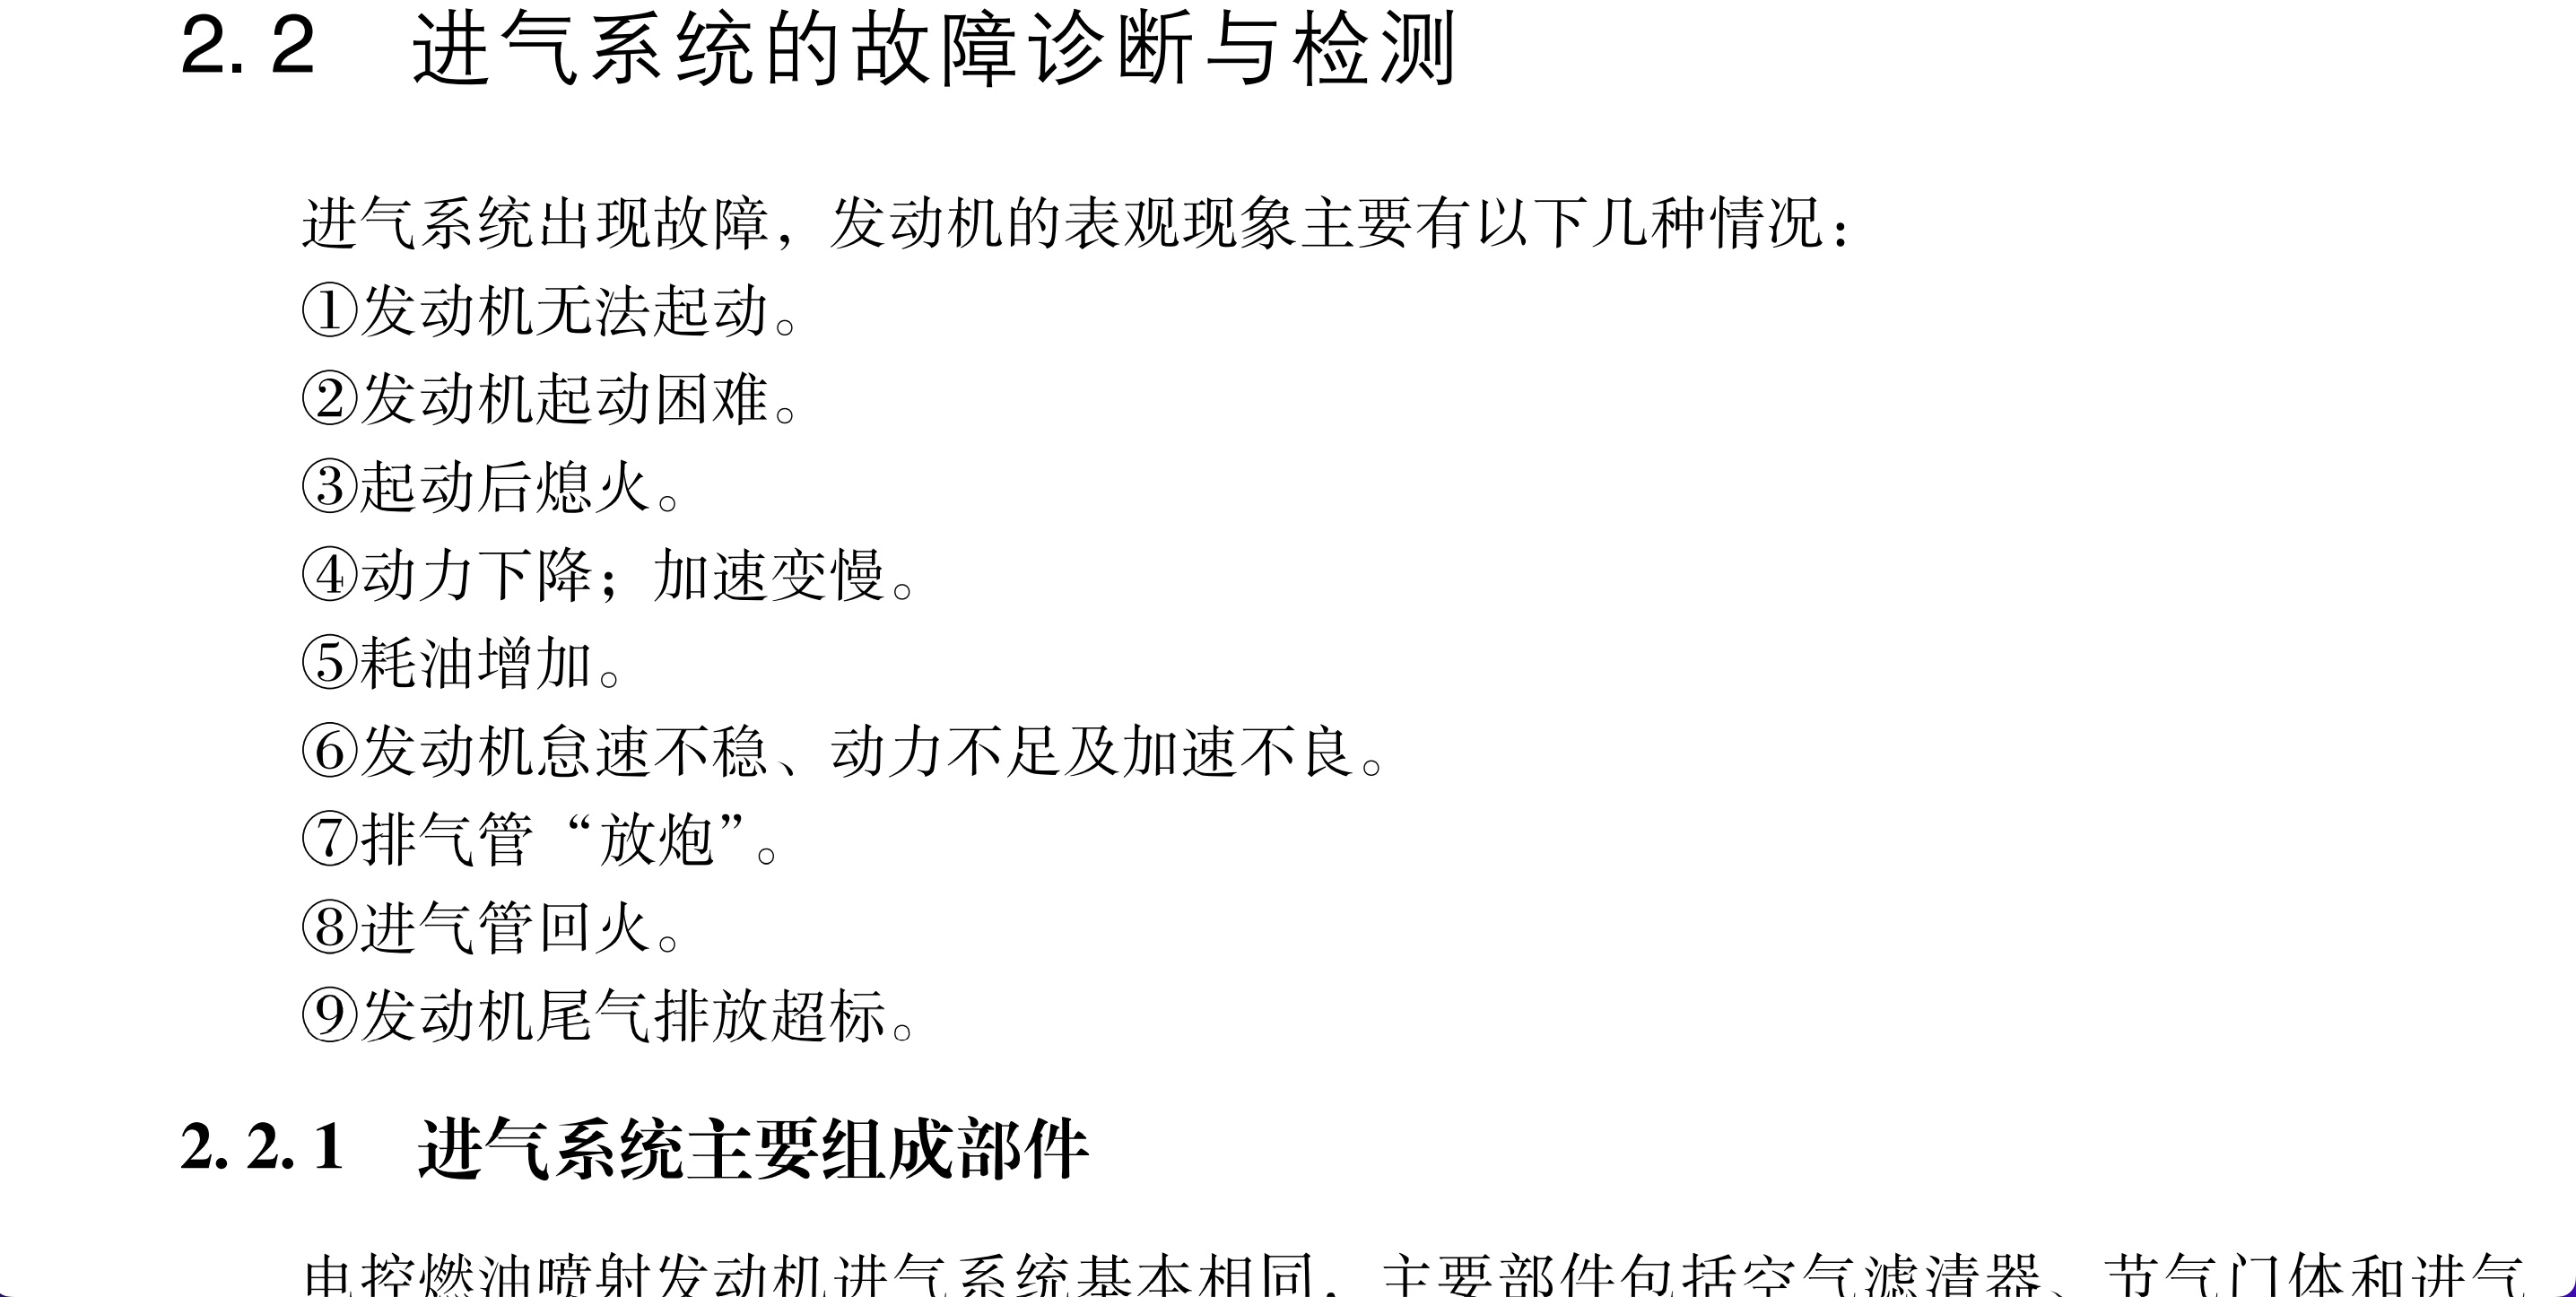 2.2 进气系统的故障诊断与检测
进气系统出现故障，发动机的表观现象主要有以下几种情况：
①发动机无法起动。
②发动机起动困难。
③起动后熄火。
④动力下降；加速变慢。
⑤耗油增加。
⑥发动机怠速不稳、动力不足及加速不良。
⑦排气管“放炮”。
⑧进气管回火。
⑨发动机尾气排放超标。
2.2.1 进气系统主要组成部件
电控燃油喷射发动机进气系统基本相同，主要部件包括空气滤清器、节气门体和进气